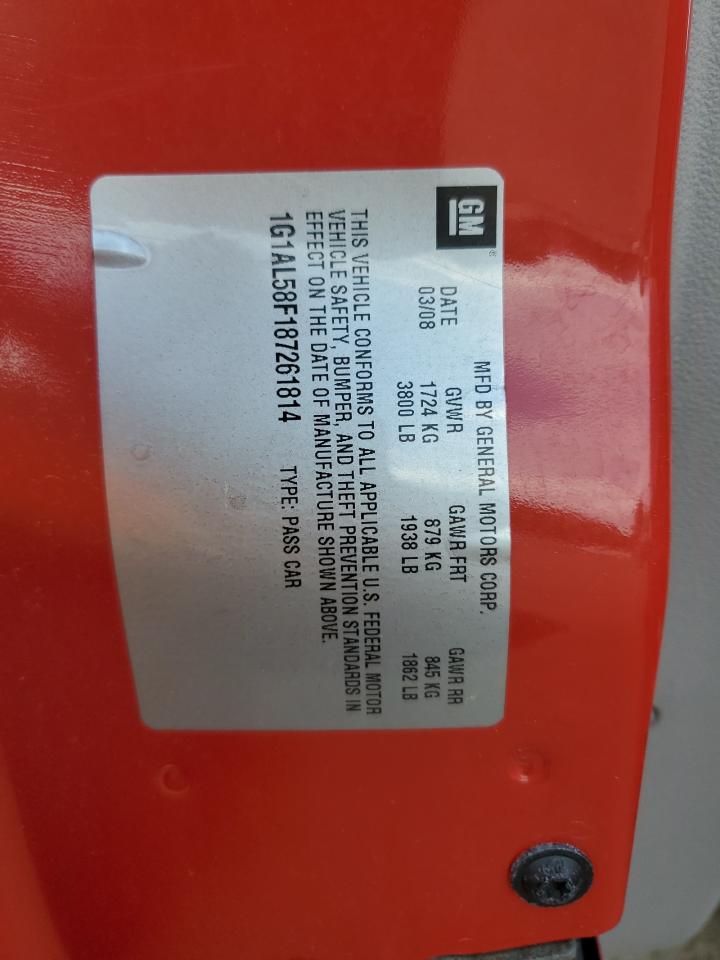 GM
MFD BY GENERAL MOTORS CORP.
DATE GVWR GAWR FRT GAWR RR
03/08 1724 KG 879 KG 845 KG
3800 LB 1938 LB 1862 LB
THIS VEHICLE CONFORMS TO ALL APPLICABLE U.S. FEDERAL MOTOR
VEHICLE SAFETY, BUMPER, AND THEFT PREVENTION STANDARDS IN
EFFECT ON THE DATE OF MANUFACTURE SHOWN ABOVE.
1G1AL58F187261814 TYPE: PASS CAR